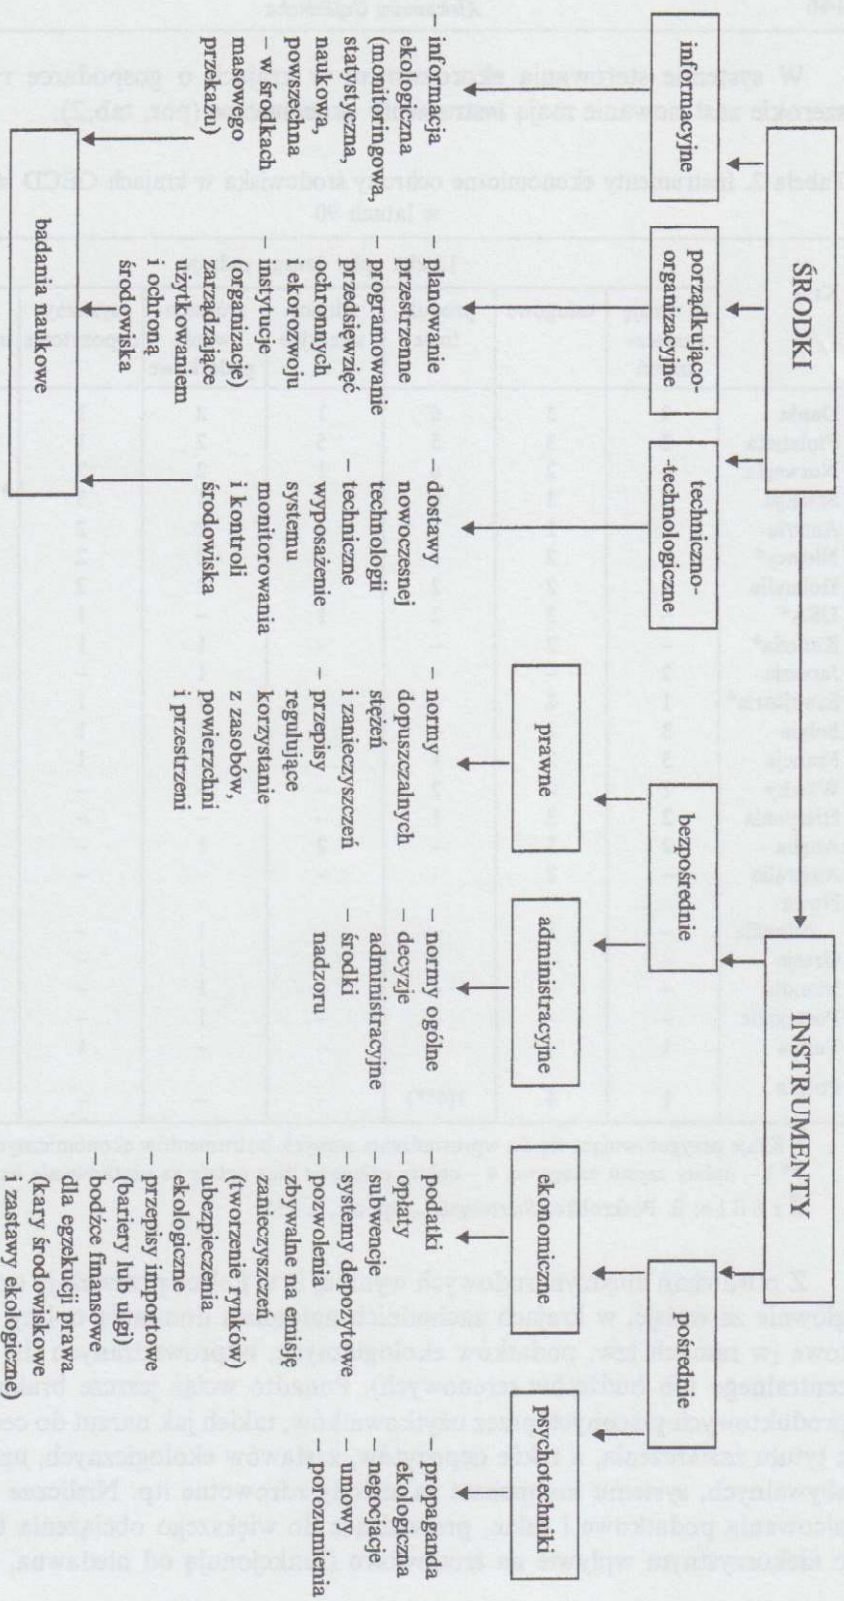 ŚRODKI
INSTRUMENTY
informacyjne
porządkująco-
organizacyjne
techniczno-
-technologiczne
bezpośrednie
pośrednie
prawne
administracyjne
ekonomiczne
psychotechniki
– informacja
ekologiczna
(monitoringowa,
statystyczna,
naukowa,
powszechna
– w środkach
masowego
przekazu)
– planowanie
przestrzenne
– programowanie
przedsięwzięć
ochronnych
i ekorozwoju
– instytucje
(organizacje)
zarządzające
użytkowaniem
i ochroną
środowiska
– dostawy
nowoczesnej
technologii
– techniczne
wyposażenie
systemu
monitorowania
i kontroli
środowiska
– normy
dopuszczalnych
stężeń
i zanieczyszczeń
– przepisy
regulujące
korzystanie
z zasobów,
powierzchni
i przestrzeni
– normy ogólne
– decyzje
administracyjne
– środki
nadzoru
– podatki
– opłaty
– subwencje
– systemy depozytowe
– pozwolenia
zbywalne na emisję
zanieczyszczeń
(tworzenie rynków)
– ubezpieczenia
ekologiczne
– przepisy importowe
(bariery lub ulgi)
– bodźce finansowe
dla egzekucji prawa
(kary środowiskowe
i zastawy ekologiczne)
– propaganda
ekologiczna
– negocjacje
– umowy
– porozumienia
badania naukowe